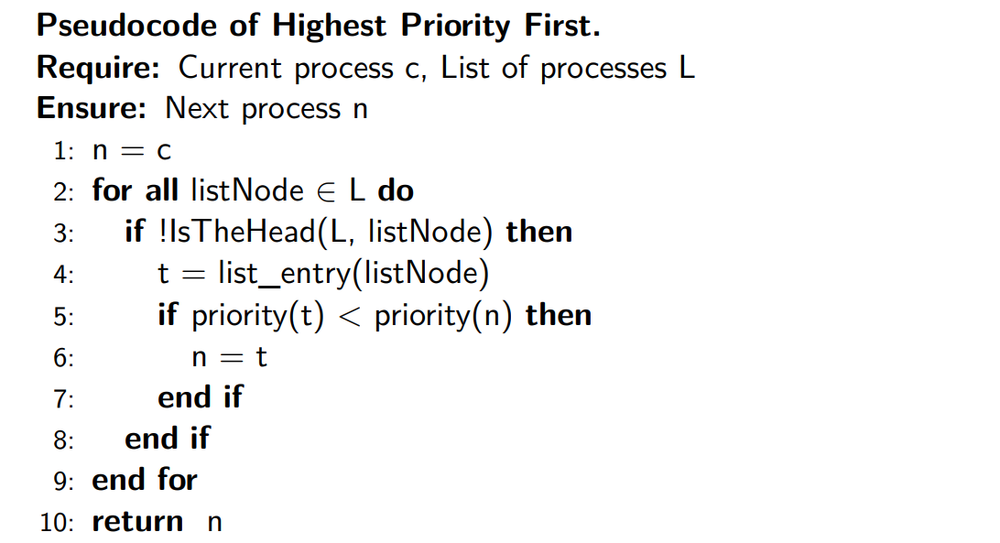 Pseudocode of Highest Priority First.
Require: Current process c, List of processes L
Ensure: Next process n
1: n = c
2: for all listNode ∈ L do
3: if !IsTheHead(L, listNode) then
4: t = list_entry(listNode)
5: if priority(t) < priority(n) then
6: n = t
7: end if
8: end if
9: end for
10: return n